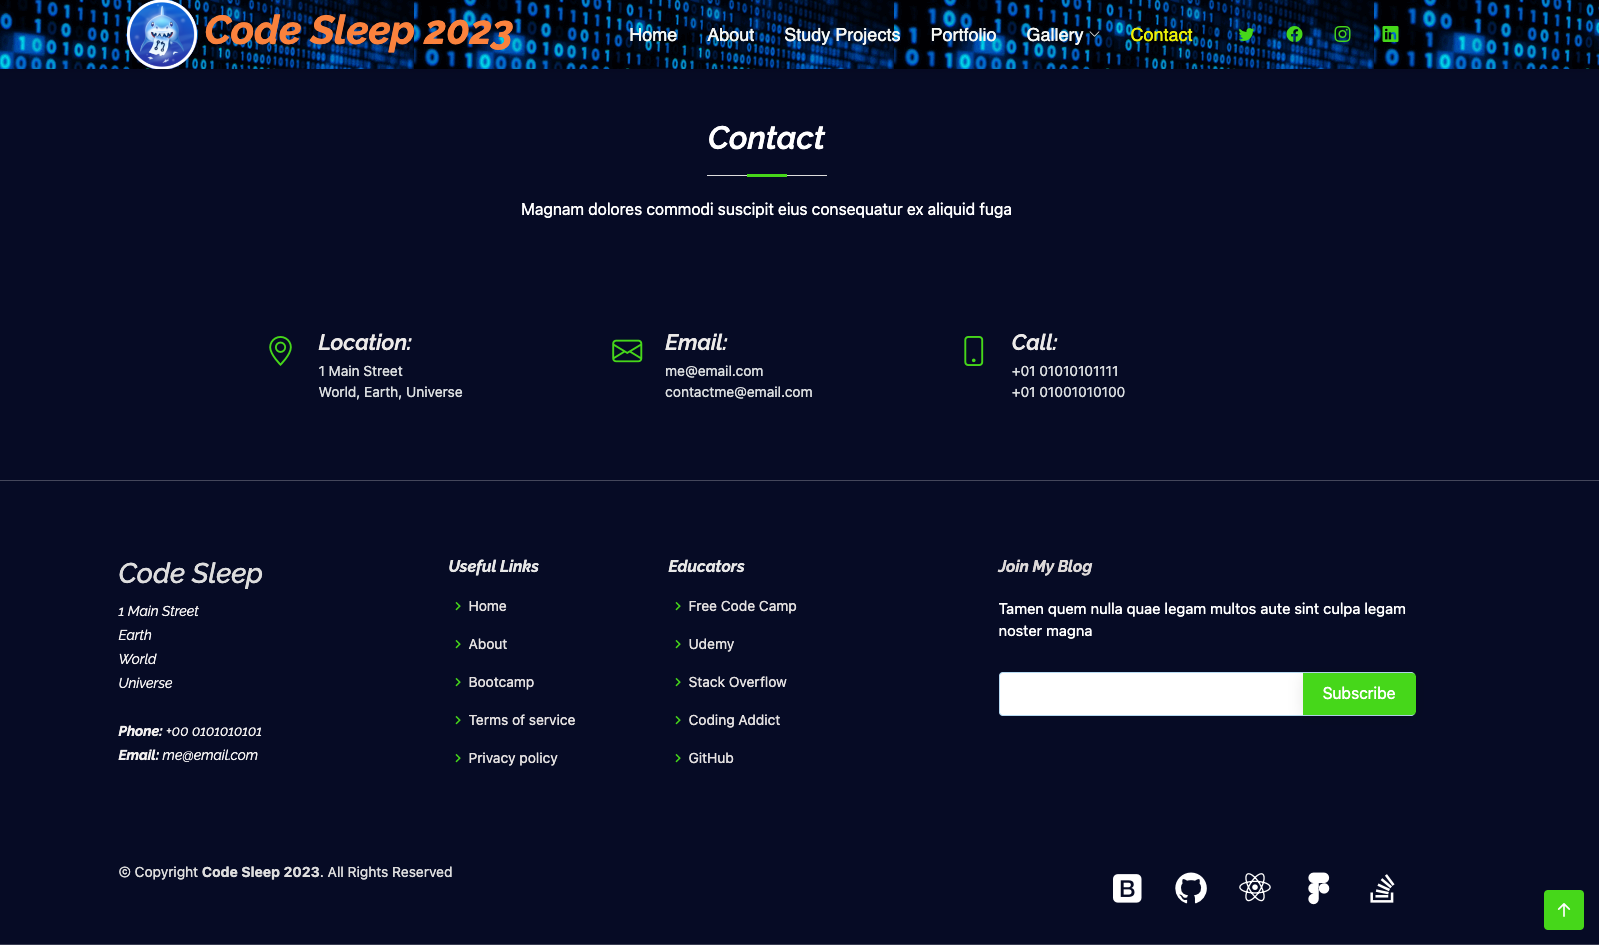 Code Sleep 2023
Home About Study Projects Portfolio Gallery Contact
Contact
Magnam dolores commodi suscipit eius consequatur ex aliquid fuga
Location:
1 Main Street
World, Earth, Universe
Email:
me@email.com
contactme@email.com
Call:
+01 01010101111
+01 01001010100
Code Sleep
1 Main Street
Earth
World
Universe
Phone: +00 0101010101
Email: me@email.com
Useful Links
Home
About
Bootcamp
Terms of service
Privacy policy
Educators
Free Code Camp
Udemy
Stack Overflow
Coding Addict
GitHub
Join My Blog
Tamen quem nulla quae legam multos aute sint culpa legam
noster magna
Subscribe
© Copyright Code Sleep 2023. All Rights Reserved
B